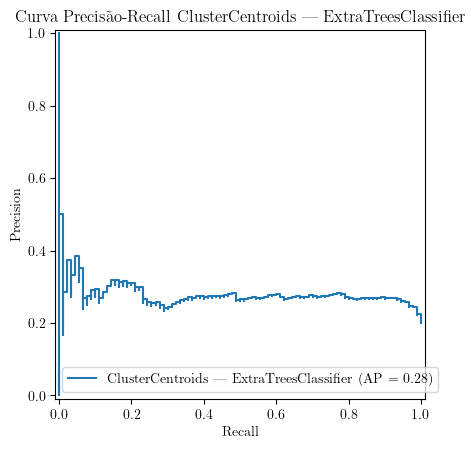 Curva Precisão-Recall ClusterCentroids — ExtraTreesClassifier
1.0
0.8
0.6
0.4
0.2
0.0
Precision
ClusterCentroids — ExtraTreesClassifier (AP = 0.28)
0.0 0.2 0.4 0.6 0.8 1.0
Recall